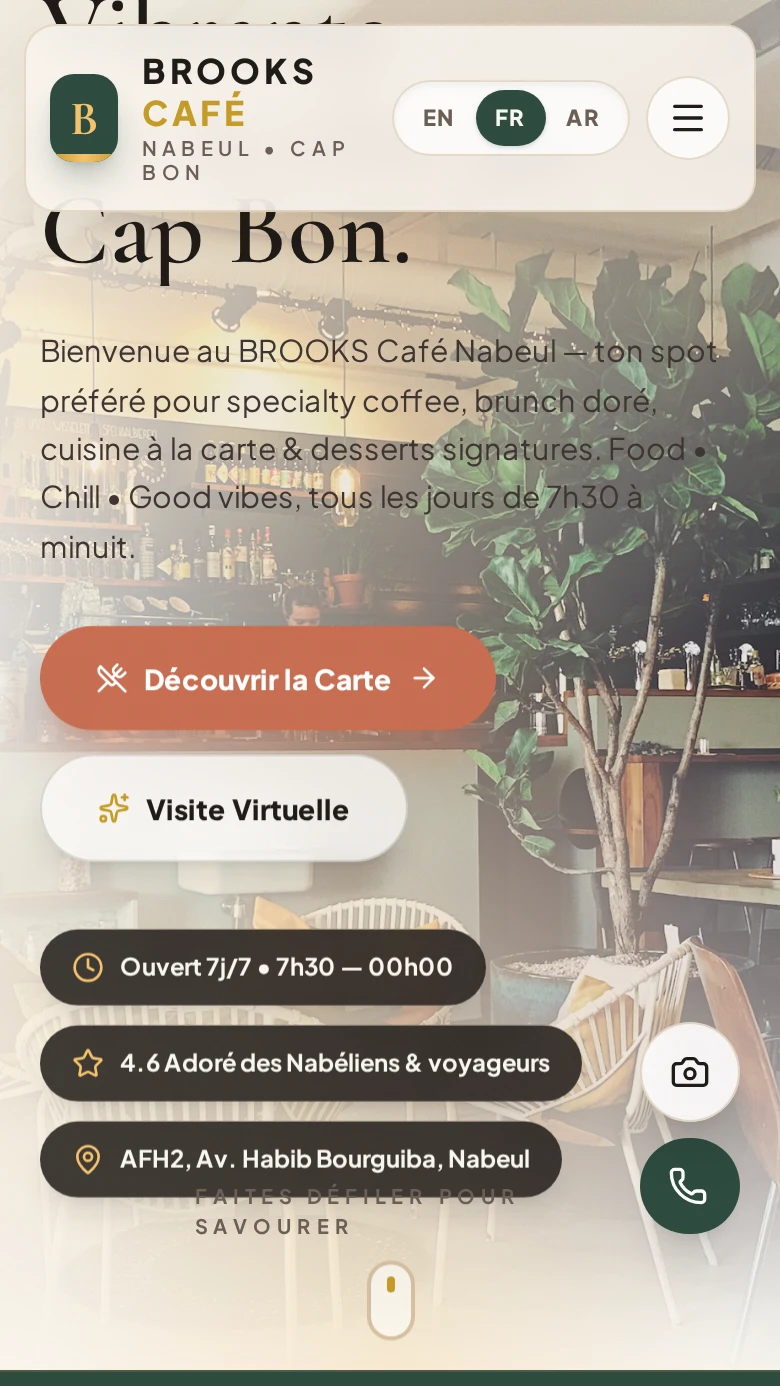 BROOKS
CAFÉ
NABEUL • CAP
BON
B
EN FR AR
Cap Bon.
Bienvenue au BROOKS Café Nabeul — ton spot
préféré pour specialty coffee, brunch doré,
cuisine à la carte & desserts signatures. Food •
Chill • Good vibes, tous les jours de 7h30 à
minuit.
Découvrir la Carte
Visite Virtuelle
Ouvert 7j/7 • 7h30 — 00h00
4.6 Adoré des Nabéliens & voyageurs
AFH2, Av. Habib Bourguiba, Nabeul
FAITES DÉFILER POUR
SAVOURER